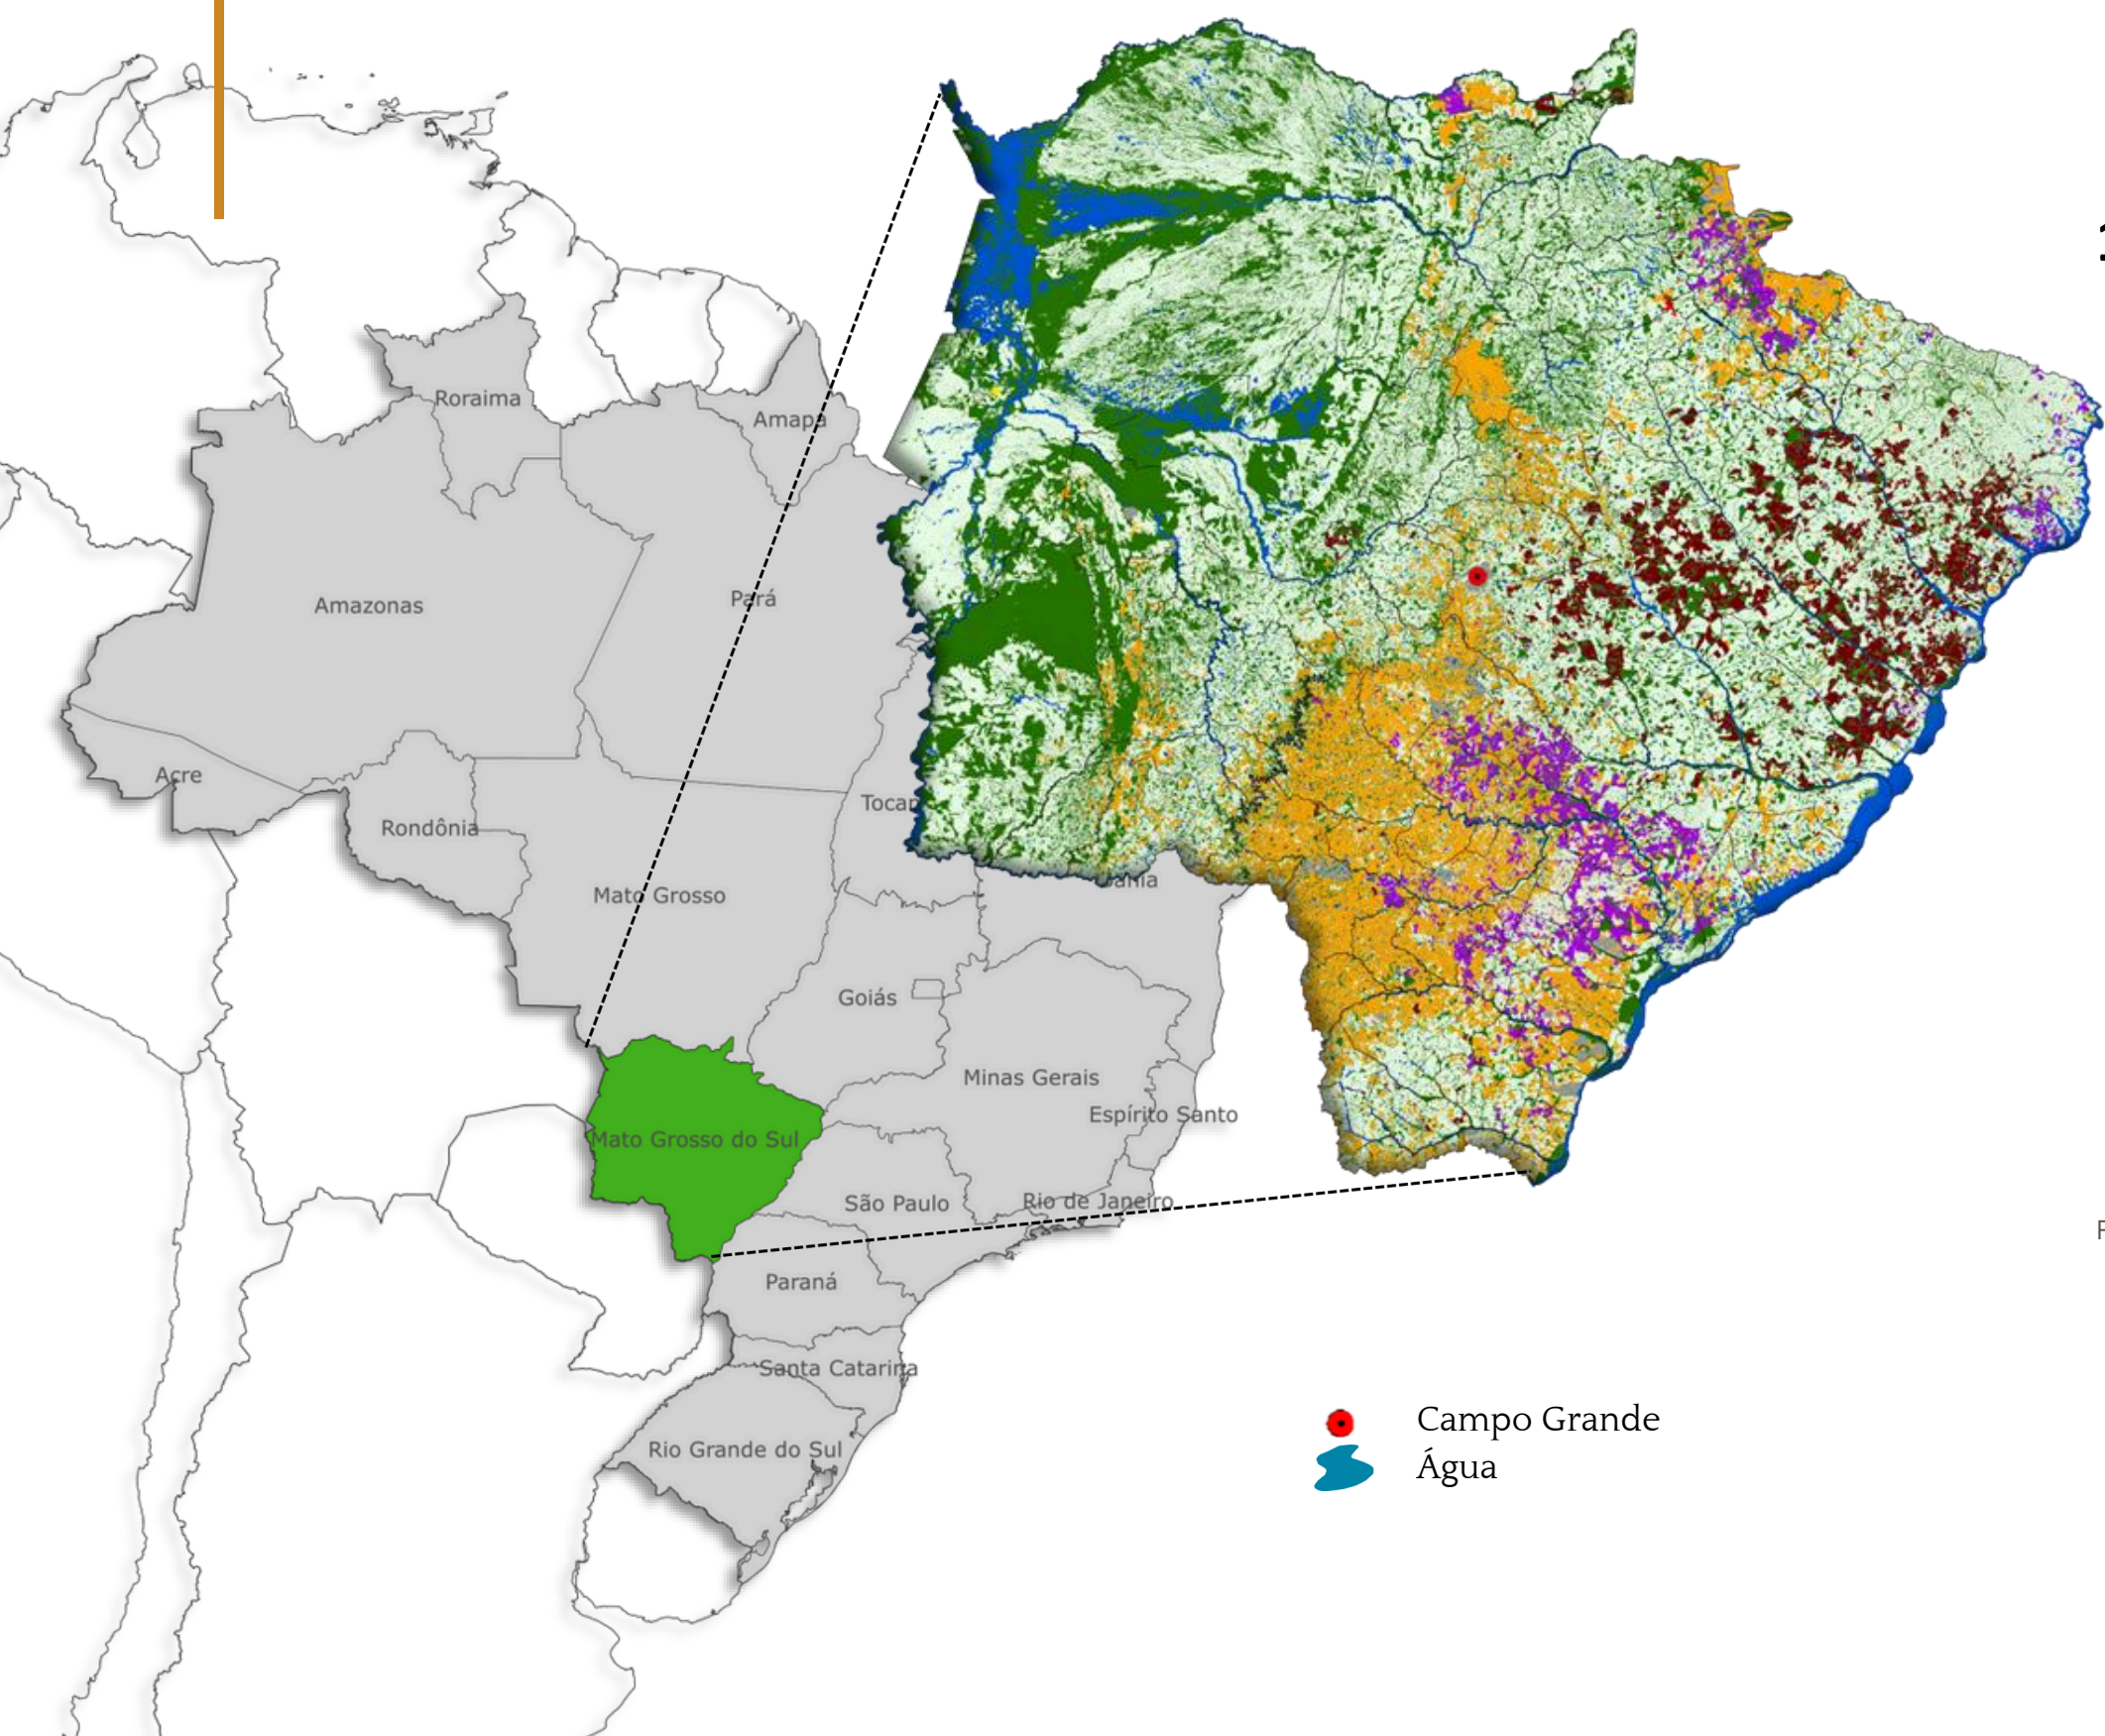 Roraima
Amapá
Amazonas
Pará
Acre
Rondônia
Mato Grosso
Goiás
Minas Gerais
Espírito Santo
Mato Grosso do Sul
São Paulo
Rio de Janeiro
Paraná
Santa Catarina
Rio Grande do Sul
Campo Grande
Água